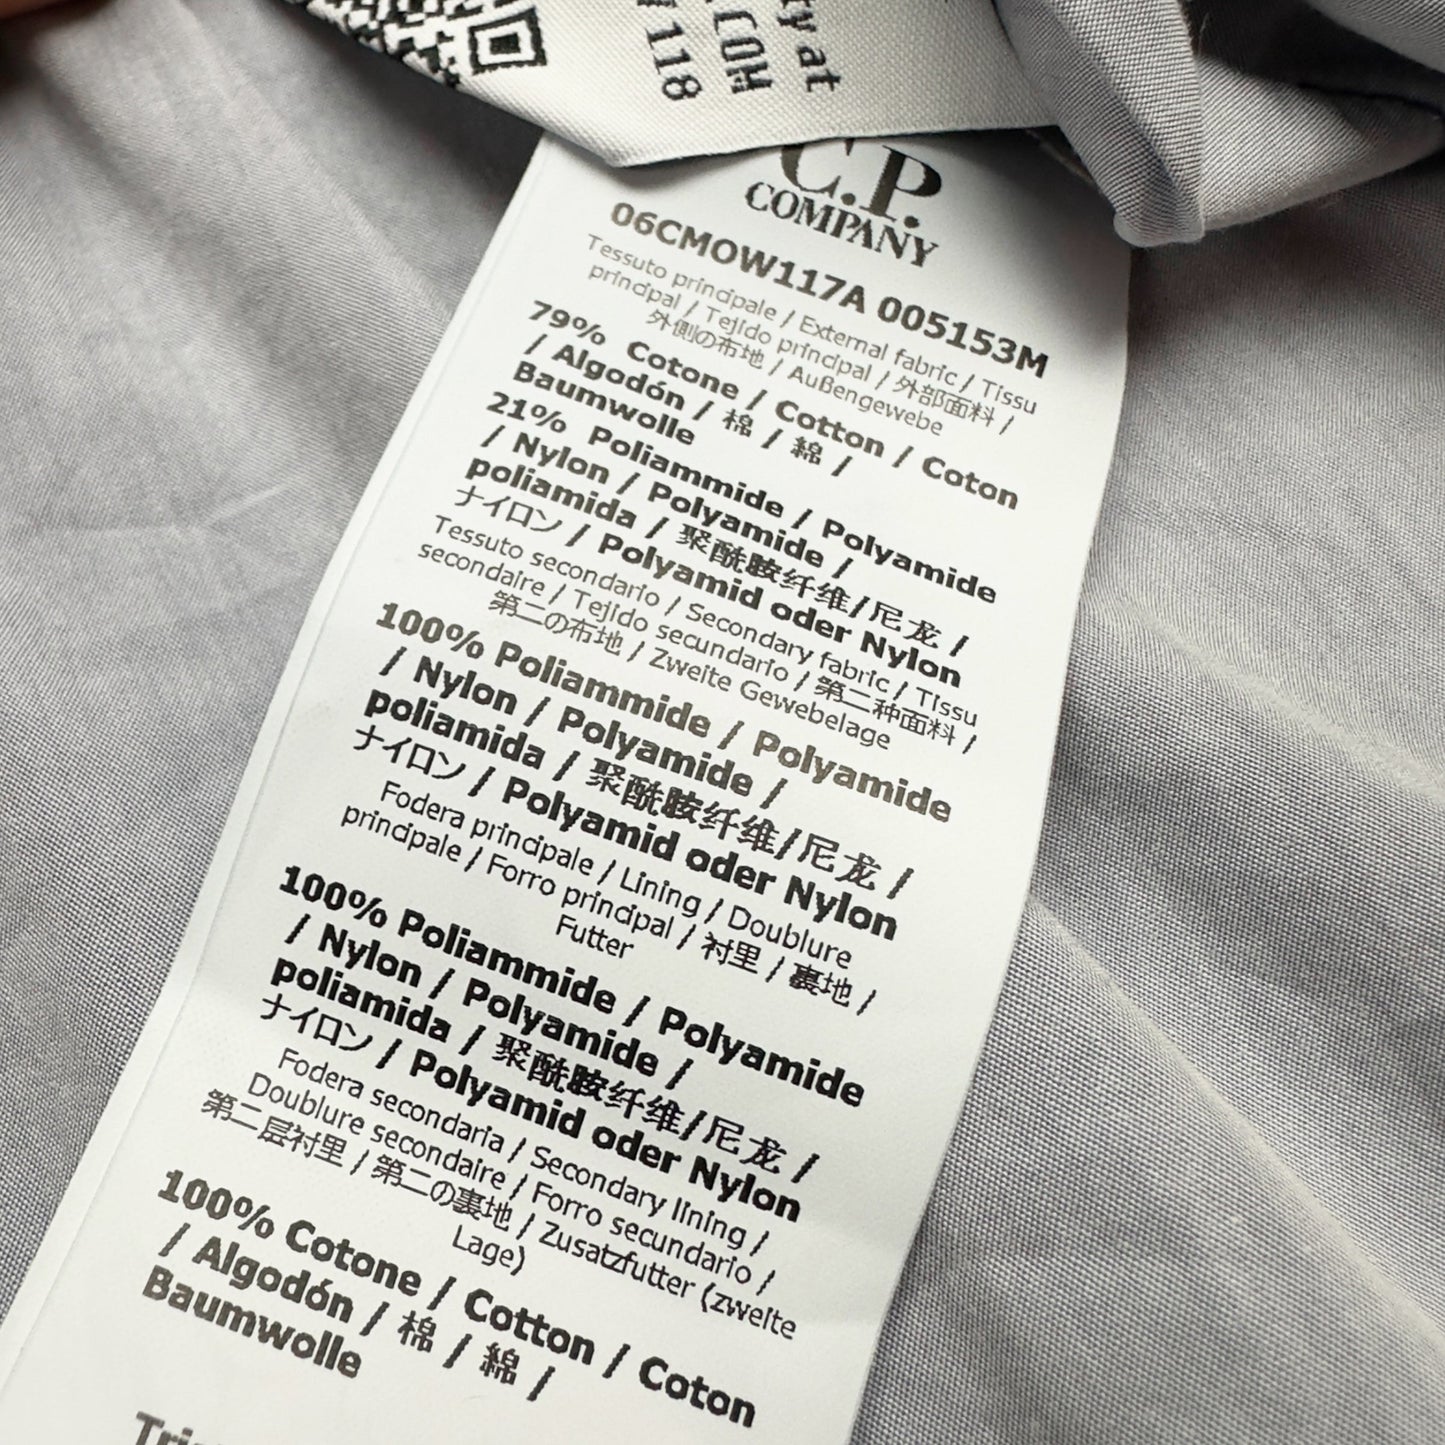 ty at
118
C.P.
COMPANY
06CMOW117A 005153M
Tessuto principale / External fabric / Tissu
principal / Tejido principal / 外部面料 /
外側の布地 / Außengewebe
79% Cotone / Cotton / Coton
/ Algodón / 棉 / 綿 /
Baumwolle
21% Poliammide / Polyamide
/ Nylon / Polyamide /
poliamida / 聚酰胺纤维/尼龙 /
ナイロン / Polyamid oder Nylon
Tessuto secondario / Secondary fabric / Tissu
secondaire / Tejido secundario / 第二种面料 /
第二の布地 / Zweite Gewebelage
100% Poliammide / Polyamide
/ Nylon / Polyamide /
poliamida / 聚酰胺纤维/尼龙 /
ナイロン / Polyamid oder Nylon
Fodera principale / Lining / Doublure
principale / Forro principal / 衬里 / 裏地 /
Futter
100% Poliammide / Polyamide
/ Nylon / Polyamide /
poliamida / 聚酰胺纤维/尼龙 /
ナイロン / Polyamid oder Nylon
Fodera secondaria / Secondary lining /
Doublure secondaire / Forro secundario /
第二层衬里 / 第二の裏地 / Zusatzfutter (zweite
Lage)
100% Cotone / Cotton / Coton
/ Algodón / 棉 / 綿 /
Baumwolle